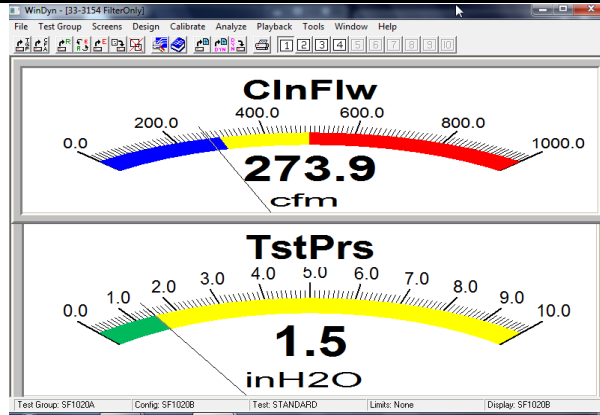 WinDyn - [33-3154 FilterOnly]
File Test Group Screens Design Calibrate Analyze Playback Tools Window Help
1 2 3 4 5 6 7 8 9 10
ClnFlw
0.0 200.0 400.0 600.0 800.0 1000.0
273.9
cfm
TstPrs
0.0 1.0 2.0 3.0 4.0 5.0 6.0 7.0 8.0 9.0 10.0
1.5
inH2O
Test Group: SF1020A Config: SF1020B Test: STANDARD Limits: None Display: SF1020B